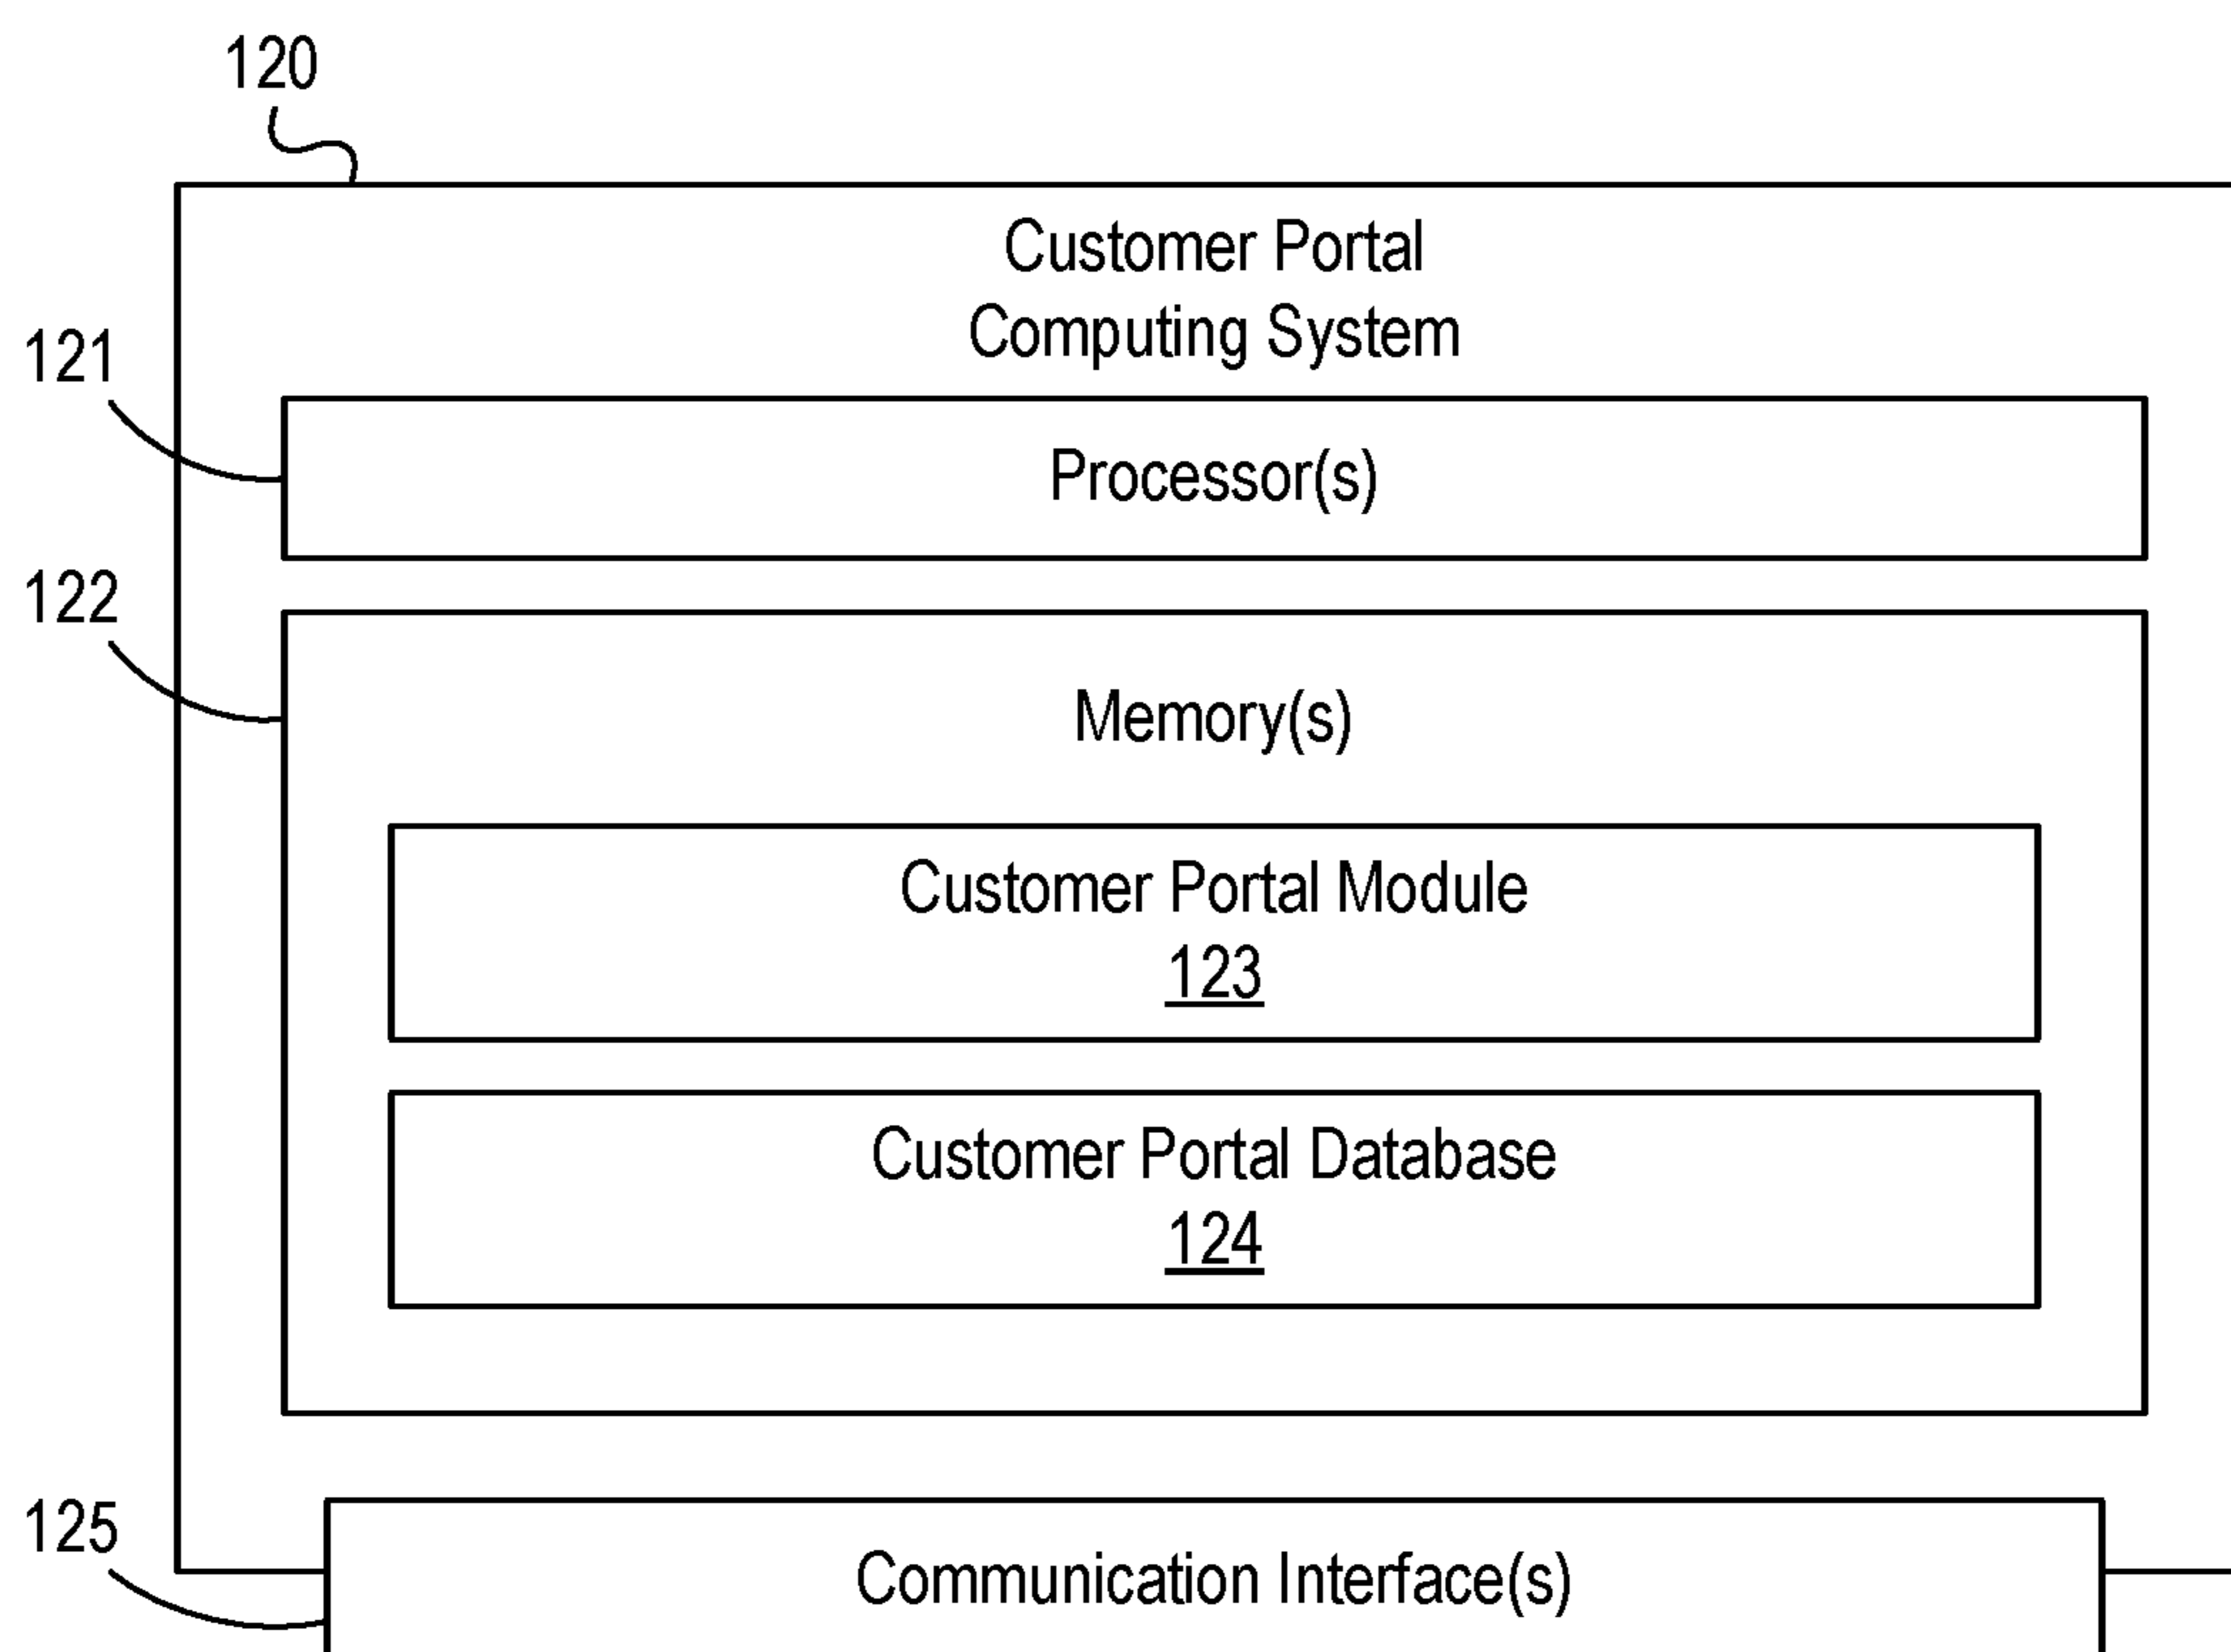 120
Customer Portal
Computing System
121
Processor(s)
122
Memory(s)
Customer Portal Module
123
Customer Portal Database
124
125
Communication Interface(s)